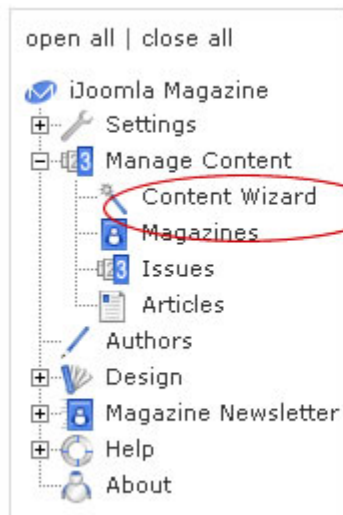 open all | close all
iJoomla Magazine
Settings
Manage Content
Content Wizard
Magazines
Issues
Articles
Authors
Design
Magazine Newsletter
Help
About